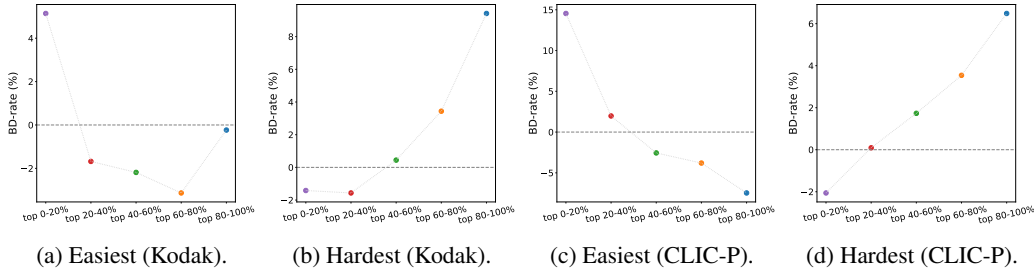 BD-rate (%)
4
2
0
−2
top 0-20%
top 20-40%
top 40-60%
top 60-80%
top 80-100%
(a) Easiest (Kodak).
BD-rate (%)
8
6
4
2
0
−2
top 0-20%
top 20-40%
top 40-60%
top 60-80%
top 80-100%
(b) Hardest (Kodak).
BD-rate (%)
15
10
5
0
−5
top 0-20%
top 20-40%
top 40-60%
top 60-80%
top 80-100%
(c) Easiest (CLIC-P).
BD-rate (%)
6
4
2
0
−2
top 0-20%
top 20-40%
top 40-60%
top 60-80%
top 80-100%
(d) Hardest (CLIC-P).